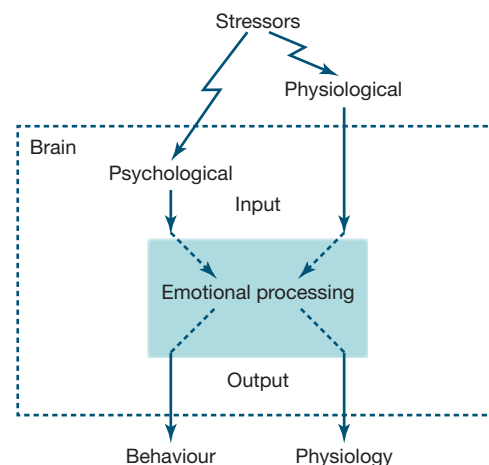 Stressors
Physiological
Brain
Psychological
Input
Emotional processing
Output
Behaviour
Physiology